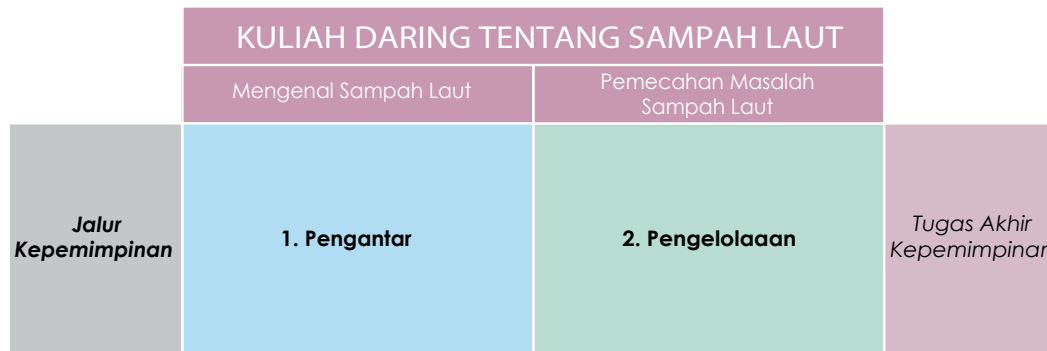 KULIAH DARING TENTANG SAMPAH LAUT
Mengenal Sampah Laut
Pemecahan Masalah
Sampah Laut
Jalur
Kepemimpinan
1. Pengantar
2. Pengelolaaan
Tugas Akhir
Kepemimpinan